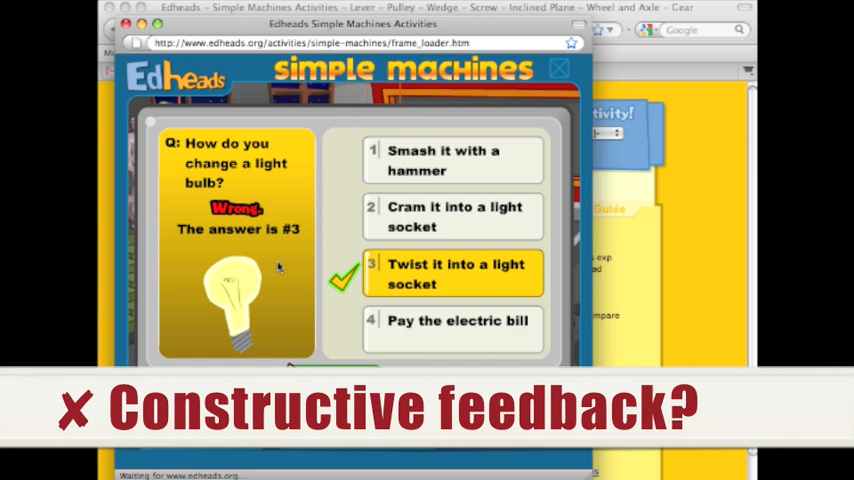 Edheads – Simple Machines Activities – Lever – Pulley – Wedge – Screw – Inclined Plane – Wheel and Axle – Gear
Edheads Simple Machines Activities
http://www.edheads.org/activities/simple-machines/frame_loader.htm
Google
Edheads
simple machines
tivity!
Q: How do you
change a light
bulb?
Wrong.
The answer is #3
1 Smash it with a
hammer
2 Cram it into a light
socket
3 Twist it into a light
socket
4 Pay the electric bill
Guide
s exp
ad
mpare
✘ Constructive feedback?
Waiting for www.edheads.org...